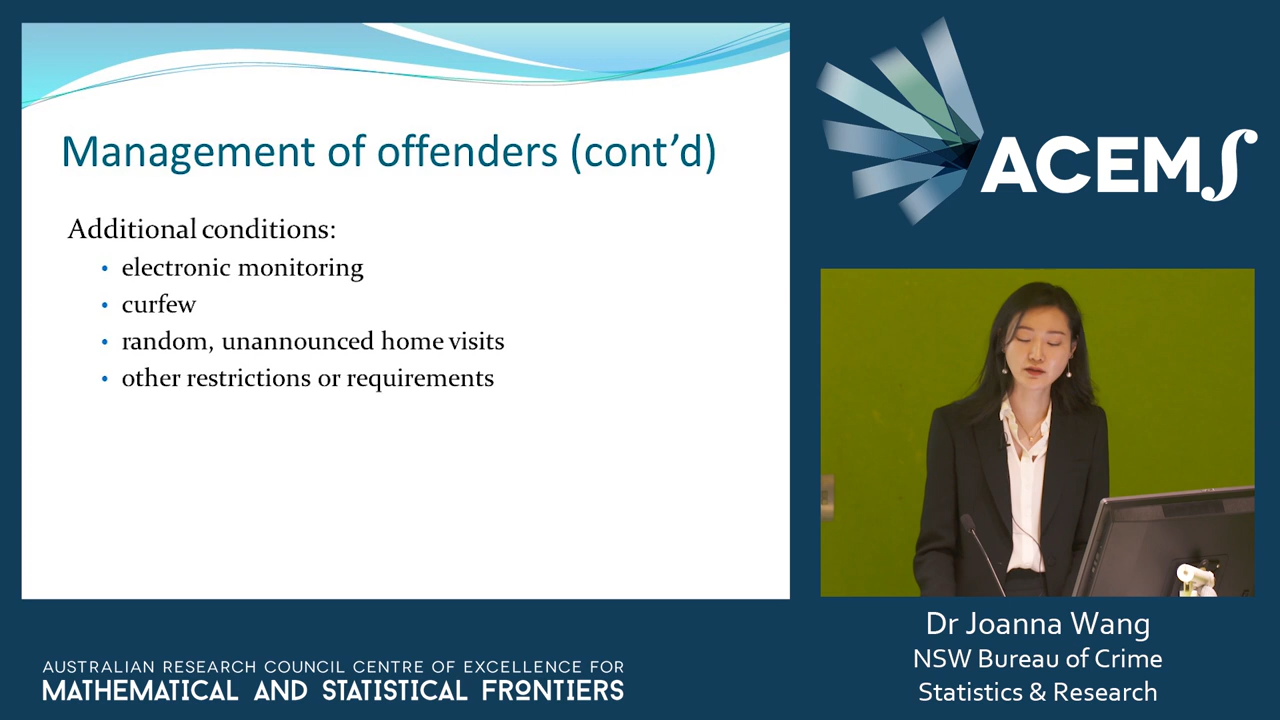 Management of offenders (cont’d)
Additional conditions:
• electronic monitoring
• curfew
• random, unannounced home visits
• other restrictions or requirements
ACEMS
Dr Joanna Wang
NSW Bureau of Crime
Statistics & Research
AUSTRALIAN RESEARCH COUNCIL CENTRE OF EXCELLENCE FOR
MATHEMATICAL AND STATISTICAL FRONTIERS